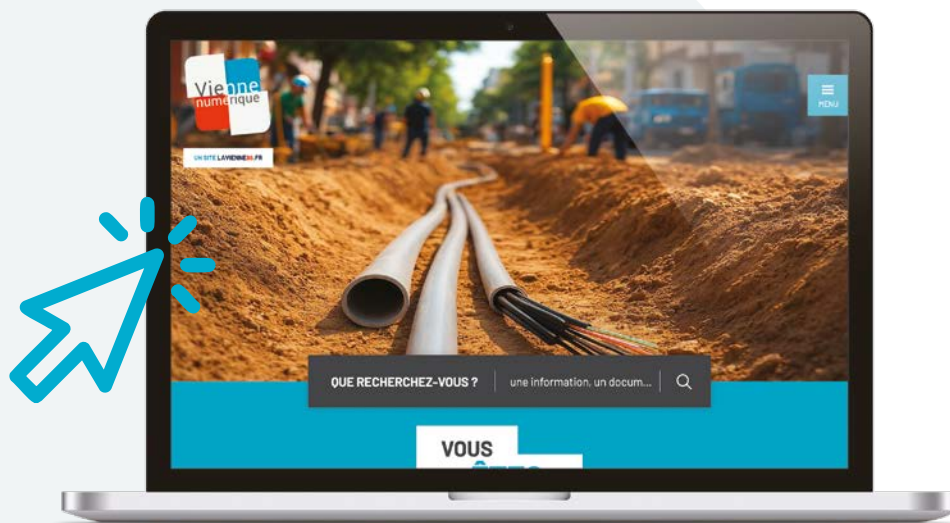 Vienne
numérique
MENU
UN SITE LAVIENNE86.FR
QUE RECHERCHEZ-VOUS ? une information, un docum...
VOUS